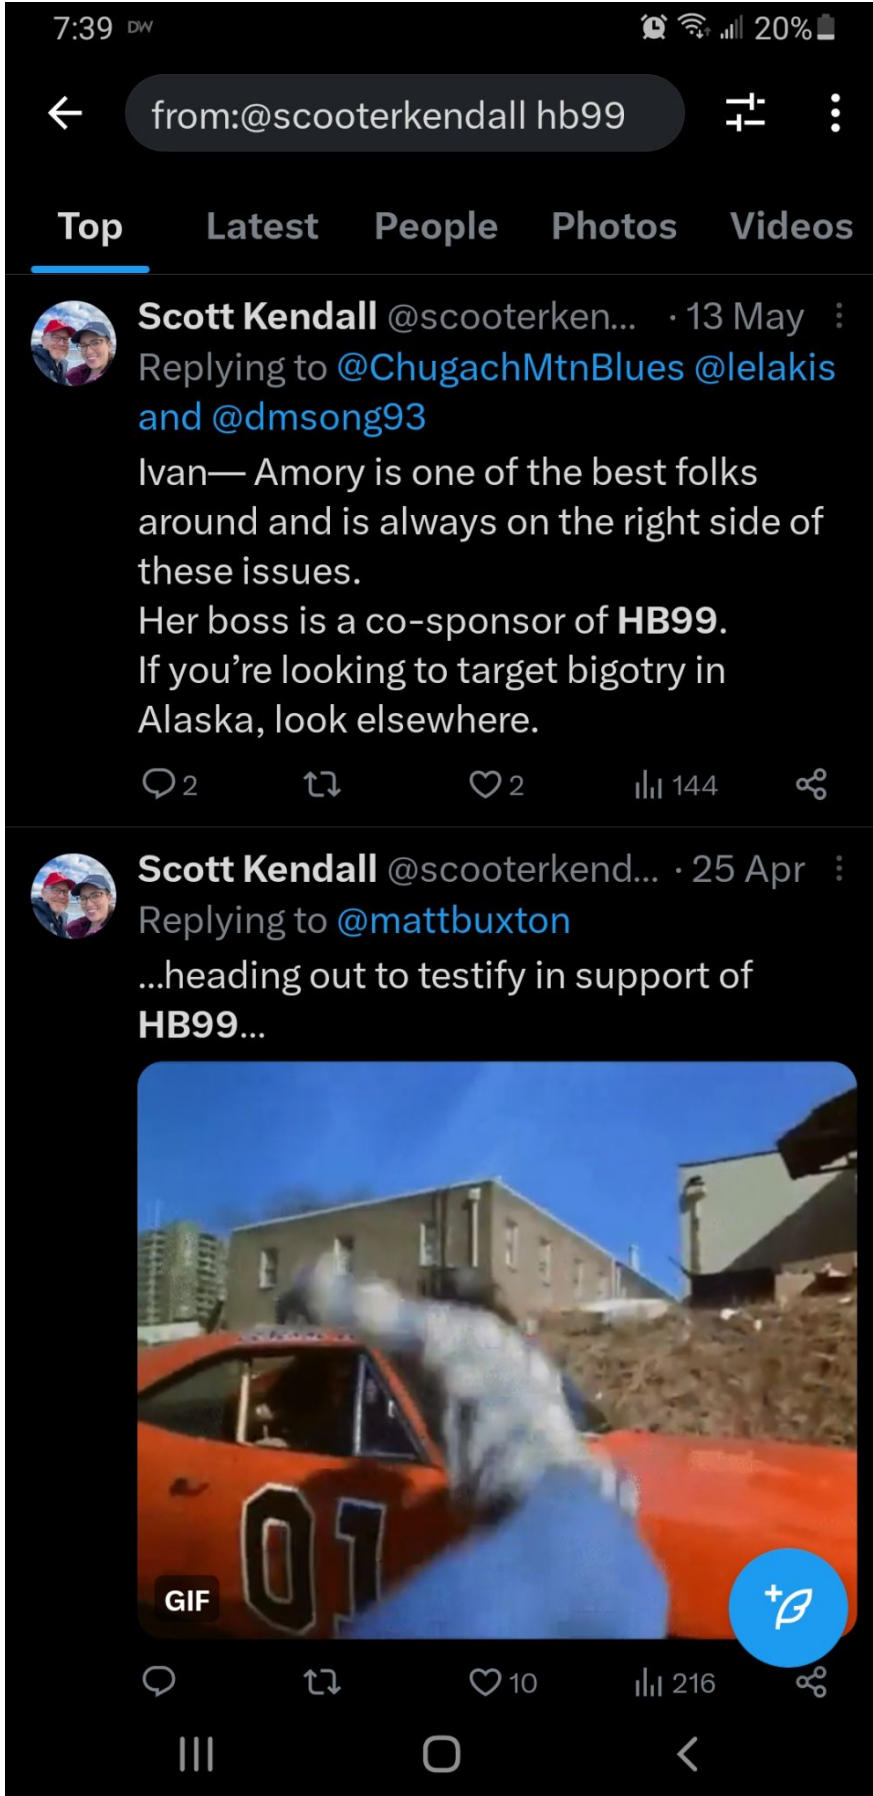 7:39 DW 20%
from:@scooterkendall hb99
Top Latest People Photos Videos
Scott Kendall @scooterken... · 13 May
Replying to @ChugachMtnBlues @lelakis
and @dmsong93
Ivan— Amory is one of the best folks
around and is always on the right side of
these issues.
Her boss is a co-sponsor of HB99.
If you’re looking to target bigotry in
Alaska, look elsewhere.
2 2 144
Scott Kendall @scooterkend... · 25 Apr
Replying to @mattbuxton
...heading out to testify in support of
HB99...
01
GIF
10 216